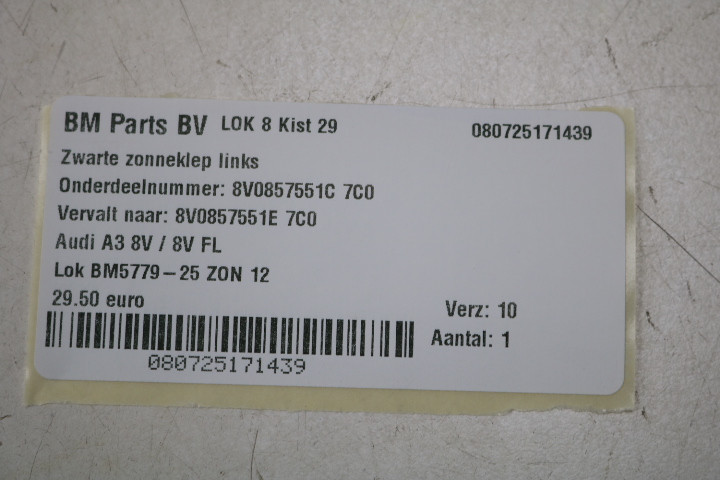 BM Parts BV LOK 8 Kist 29 080725171439
Zwarte zonneklep links
Onderdeelnummer: 8V0857551C 7C0
Vervalt naar: 8V0857551E 7C0
Audi A3 8V / 8V FL
Lok BM5779-25 ZON 12
29.50 euro Verz: 10
Aantal: 1
080725171439